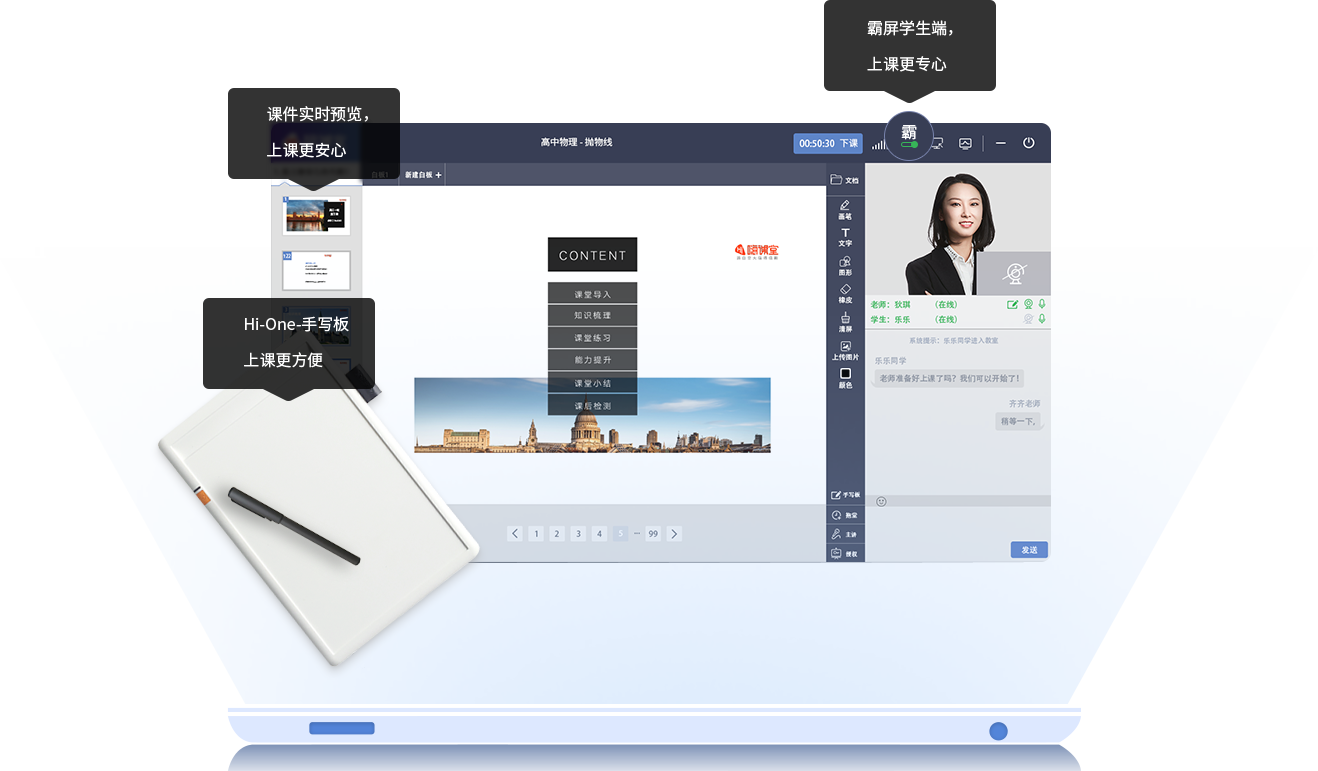 霸屏学生端，
上课更专心
课件实时预览，
上课更安心
霸
高中物理 - 抛物线
00:50:30 下课
白板1
新建白板 +
文档
画笔
文字
图形
橡皮
清屏
上传图片
颜色
手写板
拖堂
主讲
授权
1
122
CONTENT
课堂导入
知识梳理
课堂练习
能力提升
课堂小结
课后检测
嗨课堂
Hi-One-手写板
上课更方便
老师：狄琪 （在线）
学生：乐乐 （在线）
系统提示：乐乐同学进入教室
乐乐同学
老师准备好上课了吗？我们可以开始了！
齐齐老师
稍等一下,
发送
1 2 3 4 5 ··· 99